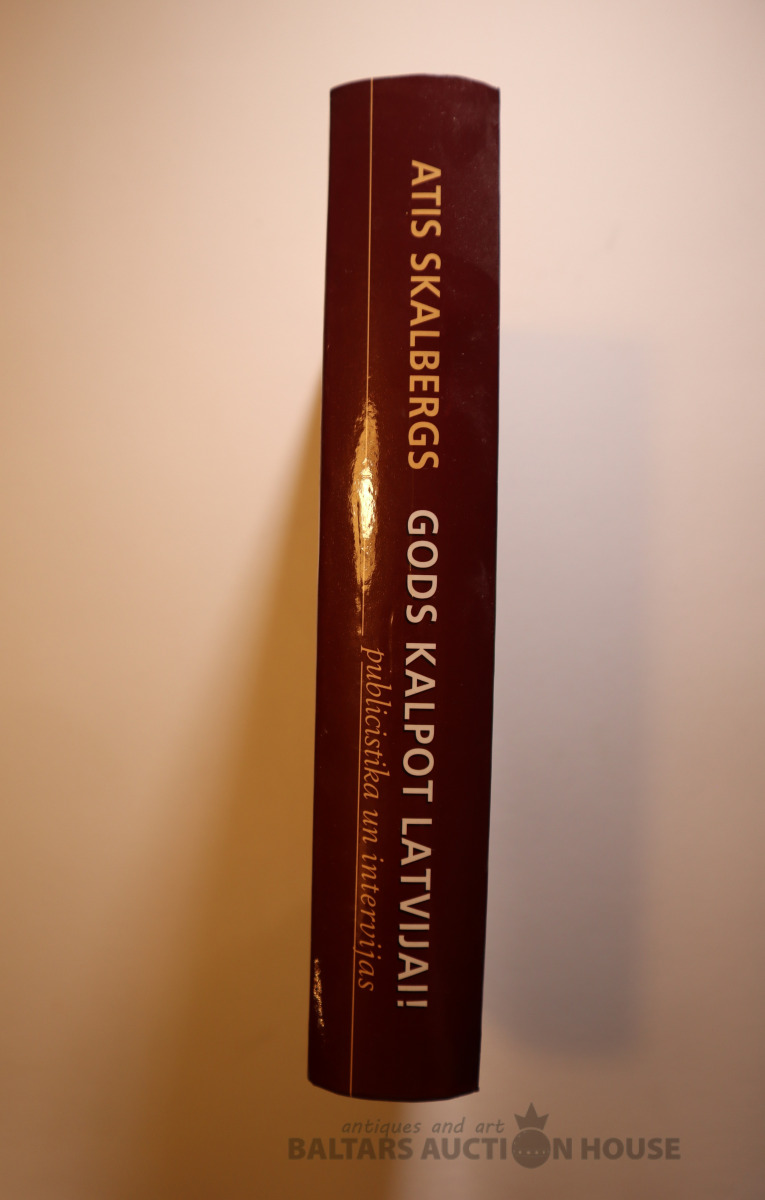 ATIS SKALBERGS GODS KALPOT LATVIJAI!
publicistika un intervijas
antiques and art
BALTARS AUCTION HOUSE